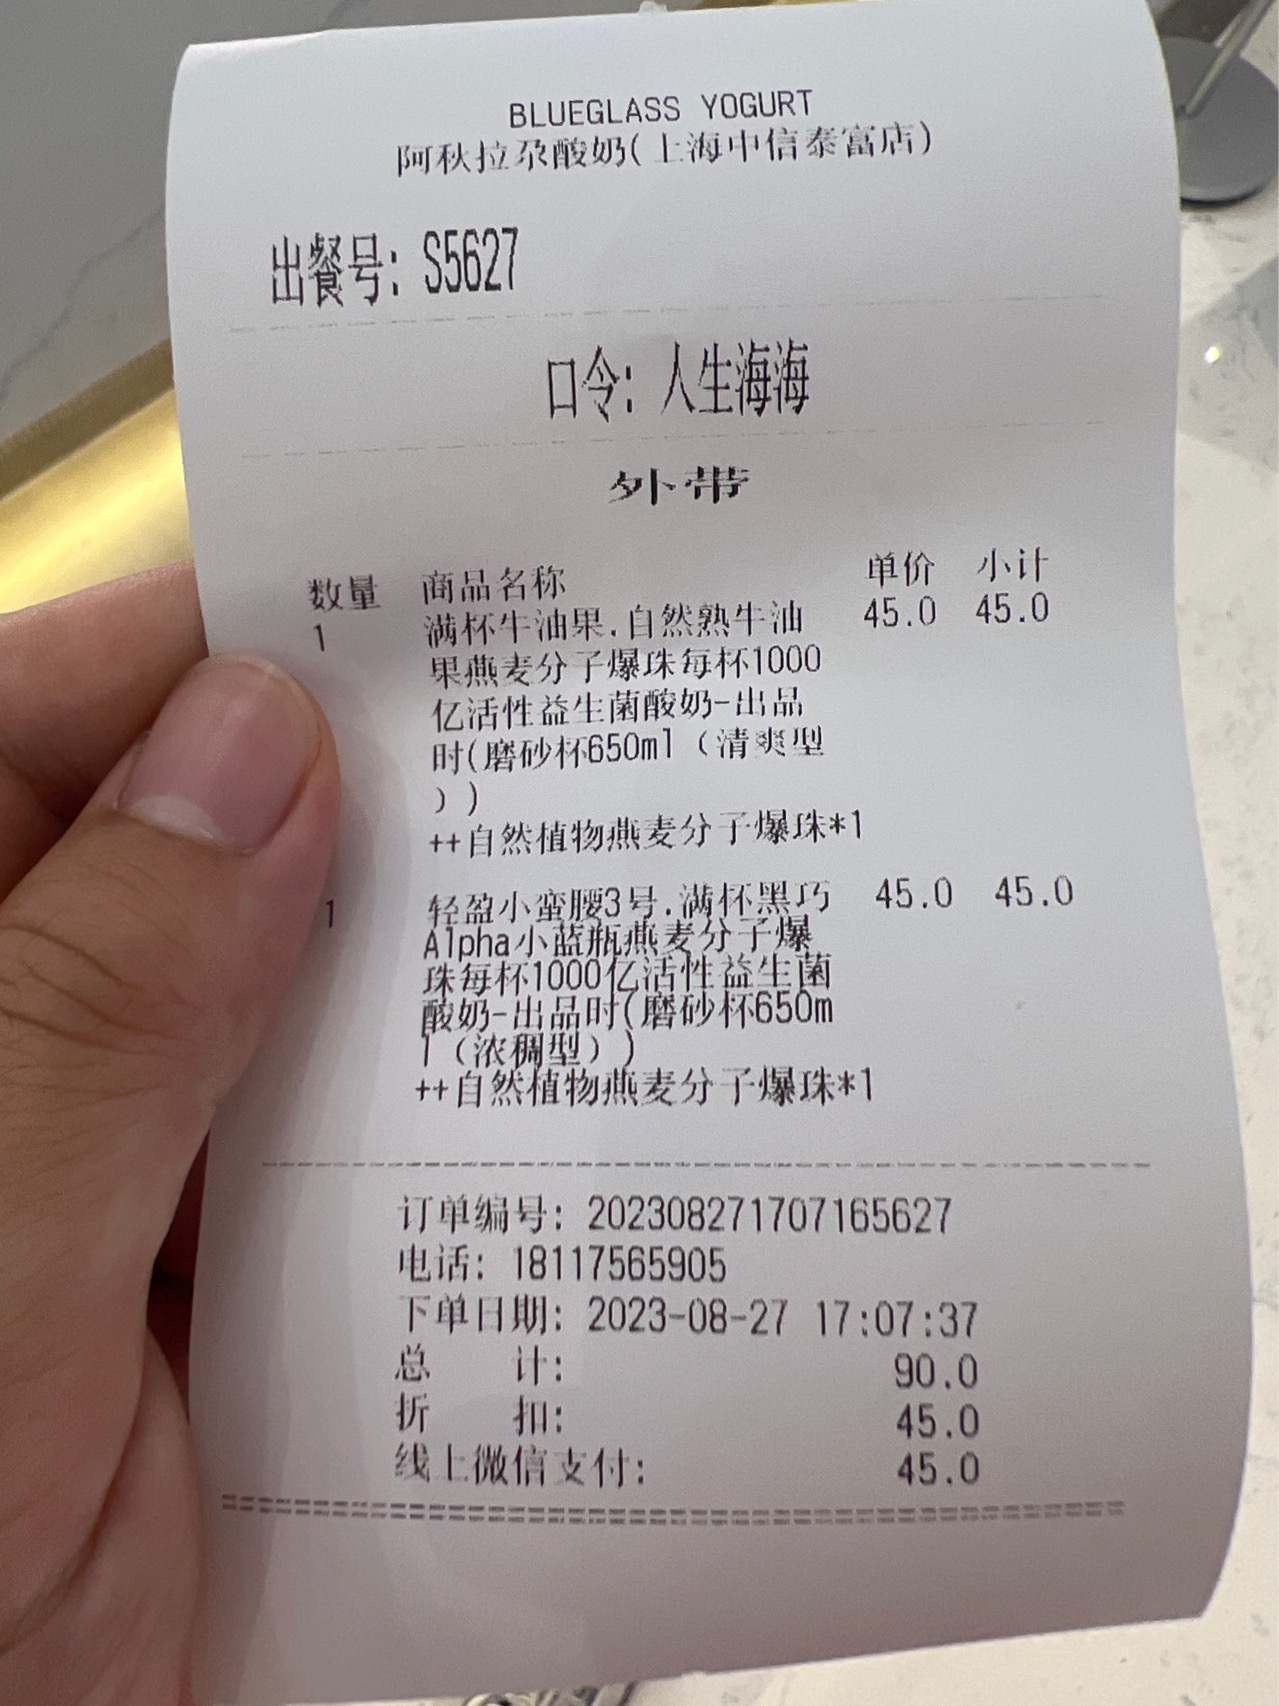 BLUEGLASS YOGURT
阿秋拉尕酸奶(上海中信泰富店)
出餐号: S5627
口令: 人生海海
外带
数量 商品名称 单价 小计
1 满杯牛油果.自然熟牛油 45.0 45.0
果燕麦分子爆珠每杯1000
亿活性益生菌酸奶-出品
时(磨砂杯650ml（清爽型
）)
++自然植物燕麦分子爆珠*1
1 轻盈小蛮腰3号.满杯黑巧 45.0 45.0
Alpha小蓝瓶燕麦分子爆
珠每杯1000亿活性益生菌
酸奶-出品时(磨砂杯650m
l（浓稠型）)
++自然植物燕麦分子爆珠*1
订单编号: 202308271707165627
电话: 18117565905
下单日期: 2023-08-27 17:07:37
总 计: 90.0
折 扣: 45.0
线上微信支付: 45.0